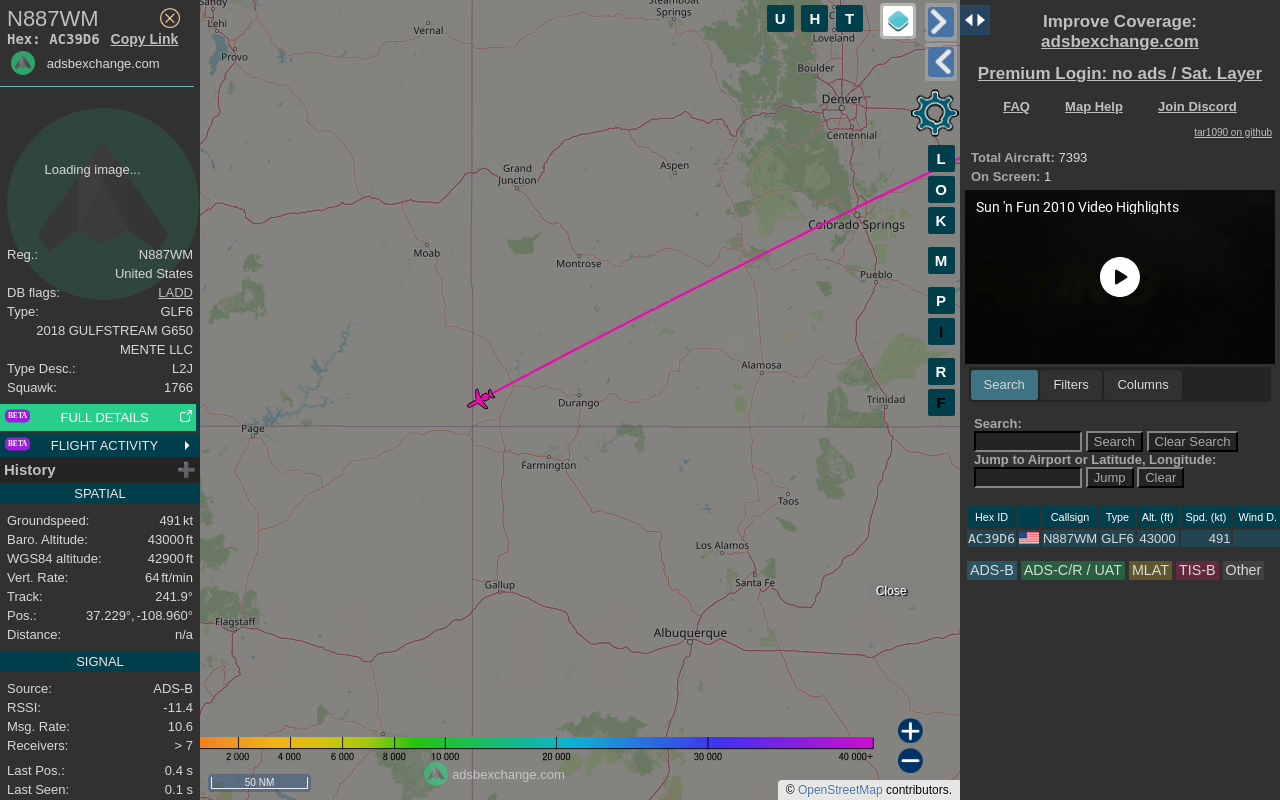 N887WM
Hex: AC39D6 Copy Link
adsbexchange.com
Loading image...
Reg.: N887WM
United States
DB flags: LADD
Type: GLF6
2018 GULFSTREAM G650
MENTE LLC
Type Desc.: L2J
Squawk: 1766
BETA FULL DETAILS
BETA FLIGHT ACTIVITY
History
SPATIAL
Groundspeed: 491 kt
Baro. Altitude: 43000 ft
WGS84 altitude: 42900 ft
Vert. Rate: 64 ft/min
Track: 241.9°
Pos.: 37.229°, -108.960°
Distance: n/a
SIGNAL
Source: ADS-B
RSSI: -11.4
Msg. Rate: 10.6
Receivers: > 7
Last Pos.: 0.4 s
Last Seen: 0.1 s
Sandy
Lehi
Provo
Vernal
Steamboat
Springs
Loveland
Boulder
Denver
Centennial
Grand
Junction
Aspen
Colorado Springs
Moab
Montrose
Pueblo
Alamosa
Durango
Trinidad
Page
Farmington
Taos
Los Alamos
Santa Fe
Gallup
Flagstaff
Albuquerque
Close
U H T
L
O
K
M
P
I
R
F
2 000 4 000 6 000 8 000 10 000 20 000 30 000 40 000+
adsbexchange.com
50 NM
© OpenStreetMap contributors.
Improve Coverage:
adsbexchange.com
Premium Login: no ads / Sat. Layer
FAQ Map Help Join Discord
tar1090 on github
Total Aircraft: 7393
On Screen: 1
Sun 'n Fun 2010 Video Highlights
Search Filters Columns
Search:
Search Clear Search
Jump to Airport or Latitude, Longitude:
Jump Clear
Hex ID Callsign Type Alt. (ft) Spd. (kt) Wind D.
AC39D6 N887WM GLF6 43000 491
ADS-B ADS-C/R / UAT MLAT TIS-B Other